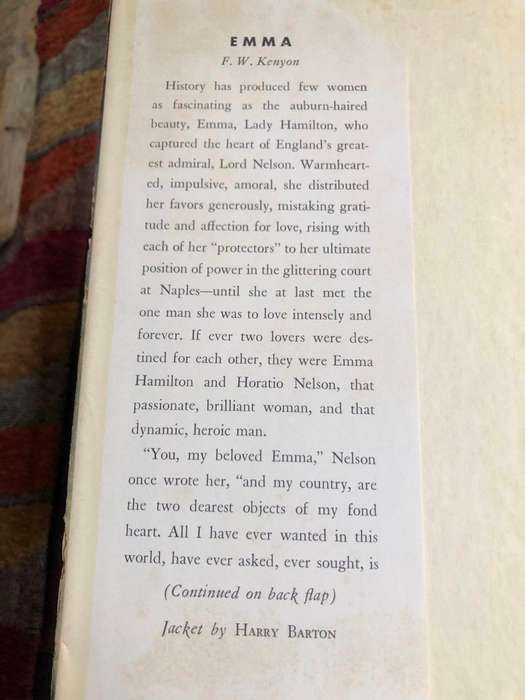 EMMA
F. W. Kenyon
History has produced few women
as fascinating as the auburn-haired
beauty, Emma, Lady Hamilton, who
captured the heart of England's great-
est admiral, Lord Nelson. Warmheart-
ed, impulsive, amoral, she distributed
her favors generously, mistaking grati-
tude and affection for love, rising with
each of her "protectors" to her ultimate
position of power in the glittering court
at Naples—until she at last met the
one man she was to love intensely and
forever. If ever two lovers were des-
tined for each other, they were Emma
Hamilton and Horatio Nelson, that
passionate, brilliant woman, and that
dynamic, heroic man.
"You, my beloved Emma," Nelson
once wrote her, "and my country, are
the two dearest objects of my fond
heart. All I have ever wanted in this
world, have ever asked, ever sought, is
(Continued on back flap)
Jacket by HARRY BARTON